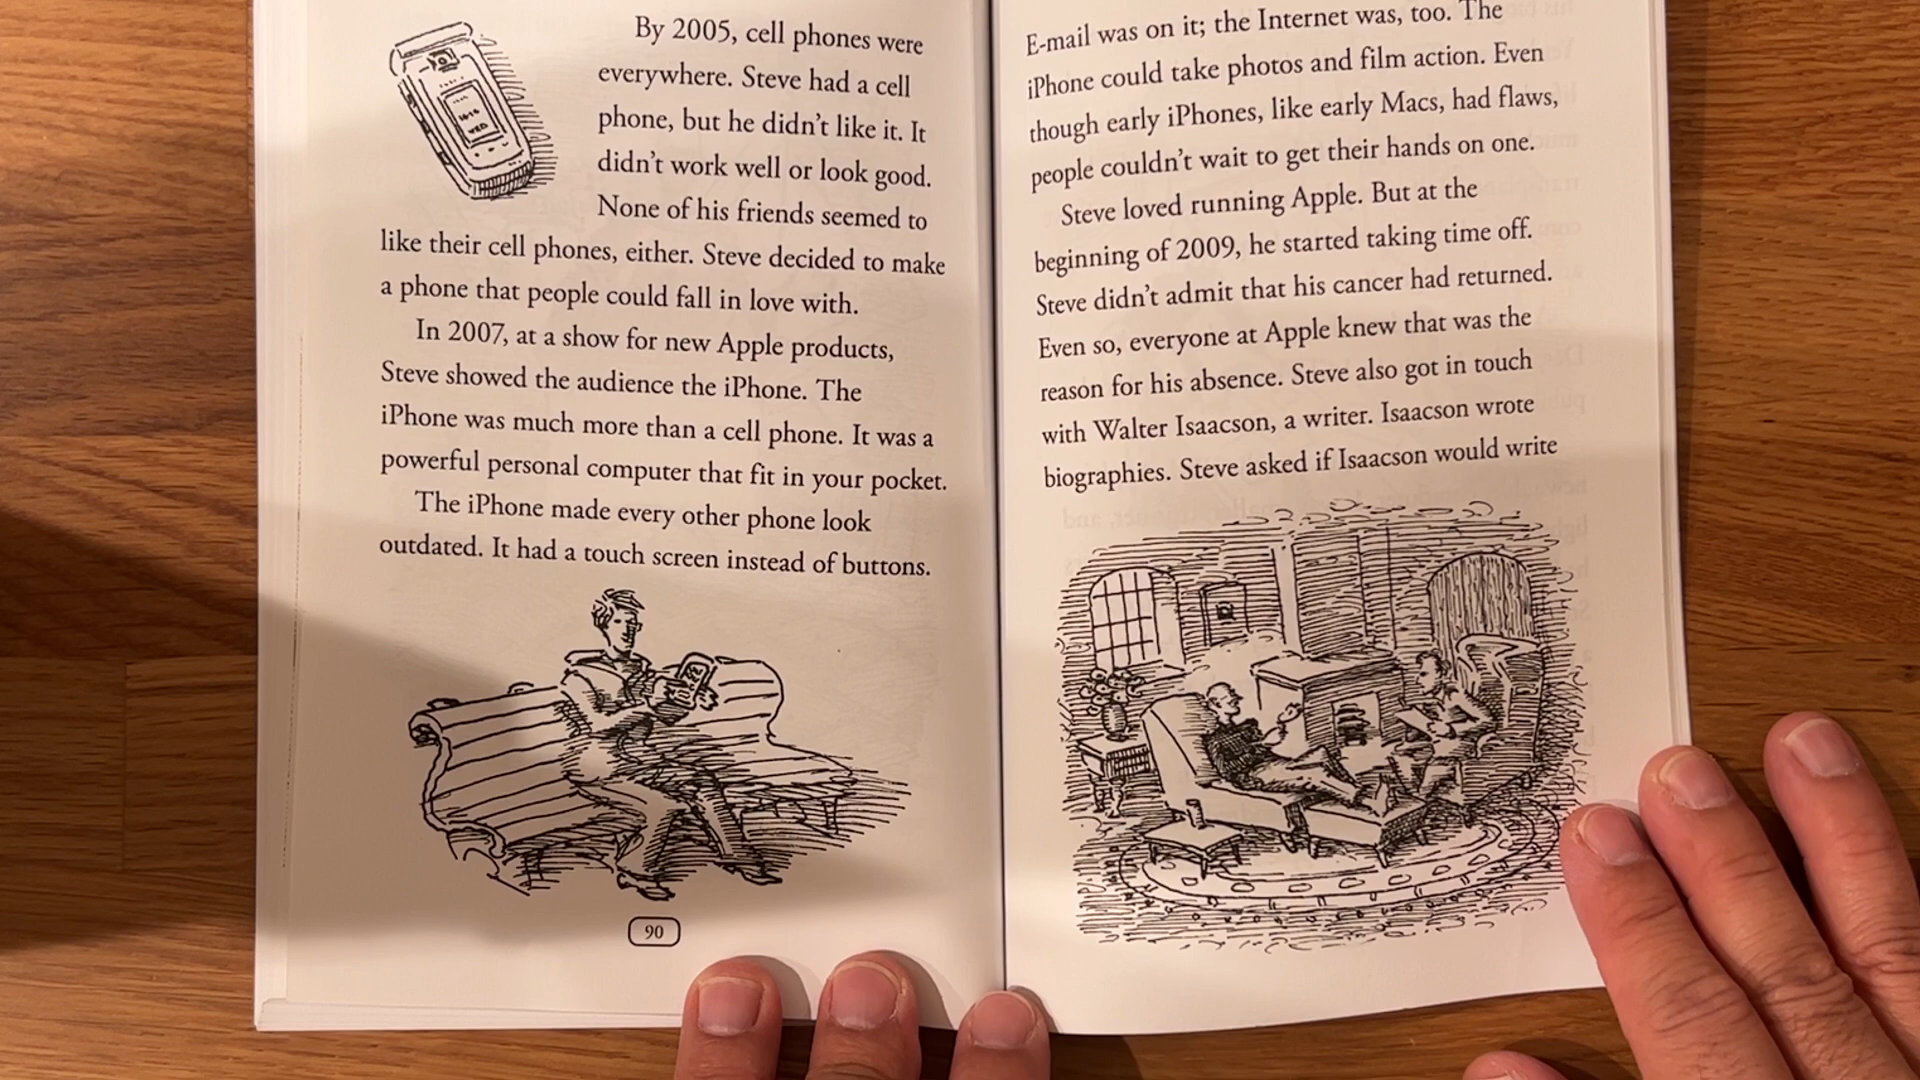 By 2005, cell phones were
everywhere. Steve had a cell
phone, but he didn't like it. It
didn't work well or look good.
None of his friends seemed to
like their cell phones, either. Steve decided to make
a phone that people could fall in love with.
In 2007, at a show for new Apple products,
Steve showed the audience the iPhone. The
iPhone was much more than a cell phone. It was a
powerful personal computer that fit in your pocket.
The iPhone made every other phone look
outdated. It had a touch screen instead of buttons.
90
E-mail was on it; the Internet was, too. The
iPhone could take photos and film action. Even
though early iPhones, like early Macs, had flaws,
people couldn't wait to get their hands on one.
Steve loved running Apple. But at the
beginning of 2009, he started taking time off.
Steve didn't admit that his cancer had returned.
Even so, everyone at Apple knew that was the
reason for his absence. Steve also got in touch
with Walter Isaacson, a writer. Isaacson wrote
biographies. Steve asked if Isaacson would write